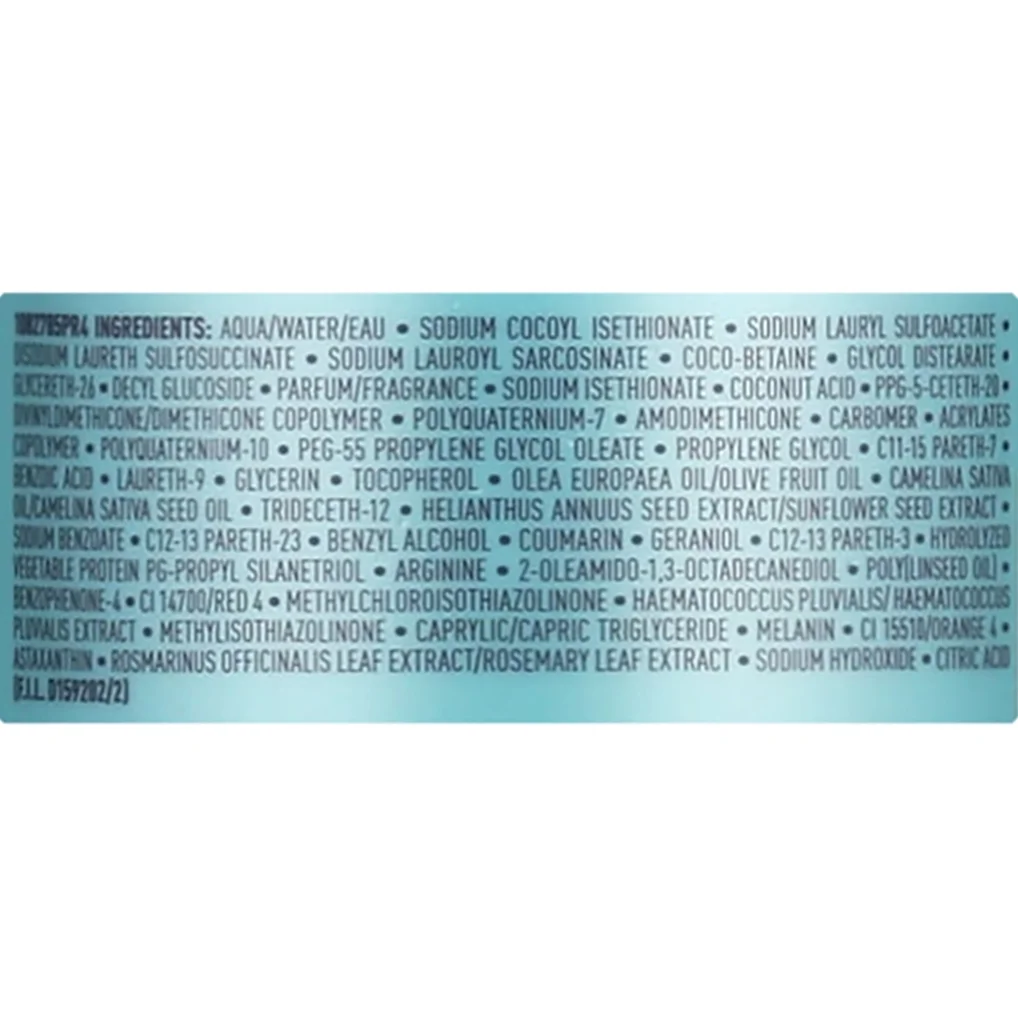 1082785PR4 INGREDIENTS: AQUA/WATER/EAU • SODIUM COCOYL ISETHIONATE • SODIUM LAURYL SULFOACETATE •
DISODIUM LAURETH SULFOSUCCINATE • SODIUM LAUROYL SARCOSINATE • COCO-BETAINE • GLYCOL DISTEARATE •
GLYCERETH-26 • DECYL GLUCOSIDE • PARFUM/FRAGRANCE • SODIUM ISETHIONATE • COCONUT ACID • PPG-5-CETETH-20 •
DIVINYLDIMETHICONE/DIMETHICONE COPOLYMER • POLYQUATERNIUM-7 • AMODIMETHICONE • CARBOMER • ACRYLATES
COPOLYMER • POLYQUATERNIUM-10 • PEG-55 PROPYLENE GLYCOL OLEATE • PROPYLENE GLYCOL • C11-15 PARETH-7 •
BENZOIC ACID • LAURETH-9 • GLYCERIN • TOCOPHEROL • OLEA EUROPAEA OIL/OLIVE FRUIT OIL • CAMELINA SATIVA
OIL/CAMELINA SATIVA SEED OIL • TRIDECETH-12 • HELIANTHUS ANNUUS SEED EXTRACT/SUNFLOWER SEED EXTRACT •
SODIUM BENZOATE • C12-13 PARETH-23 • BENZYL ALCOHOL • COUMARIN • GERANIOL • C12-13 PARETH-3 • HYDROLYZED
VEGETABLE PROTEIN PG-PROPYL SILANETRIOL • ARGININE • 2-OLEAMIDO-1,3-OCTADECANEDIOL • POLY(LINSEED OIL) •
BENZOPHENONE-4 • CI 14700/RED 4 • METHYLCHLOROISOTHIAZOLINONE • HAEMATOCOCCUS PLUVIALIS/ HAEMATOCOCCUS
PLUVIALIS EXTRACT • METHYLISOTHIAZOLINONE • CAPRYLIC/CAPRIC TRIGLYCERIDE • MELANIN • CI 15510/ORANGE 4 •
ASTAXANTHIN • ROSMARINUS OFFICINALIS LEAF EXTRACT/ROSEMARY LEAF EXTRACT • SODIUM HYDROXIDE • CITRIC ACID
(F.I.L. D159202/2)